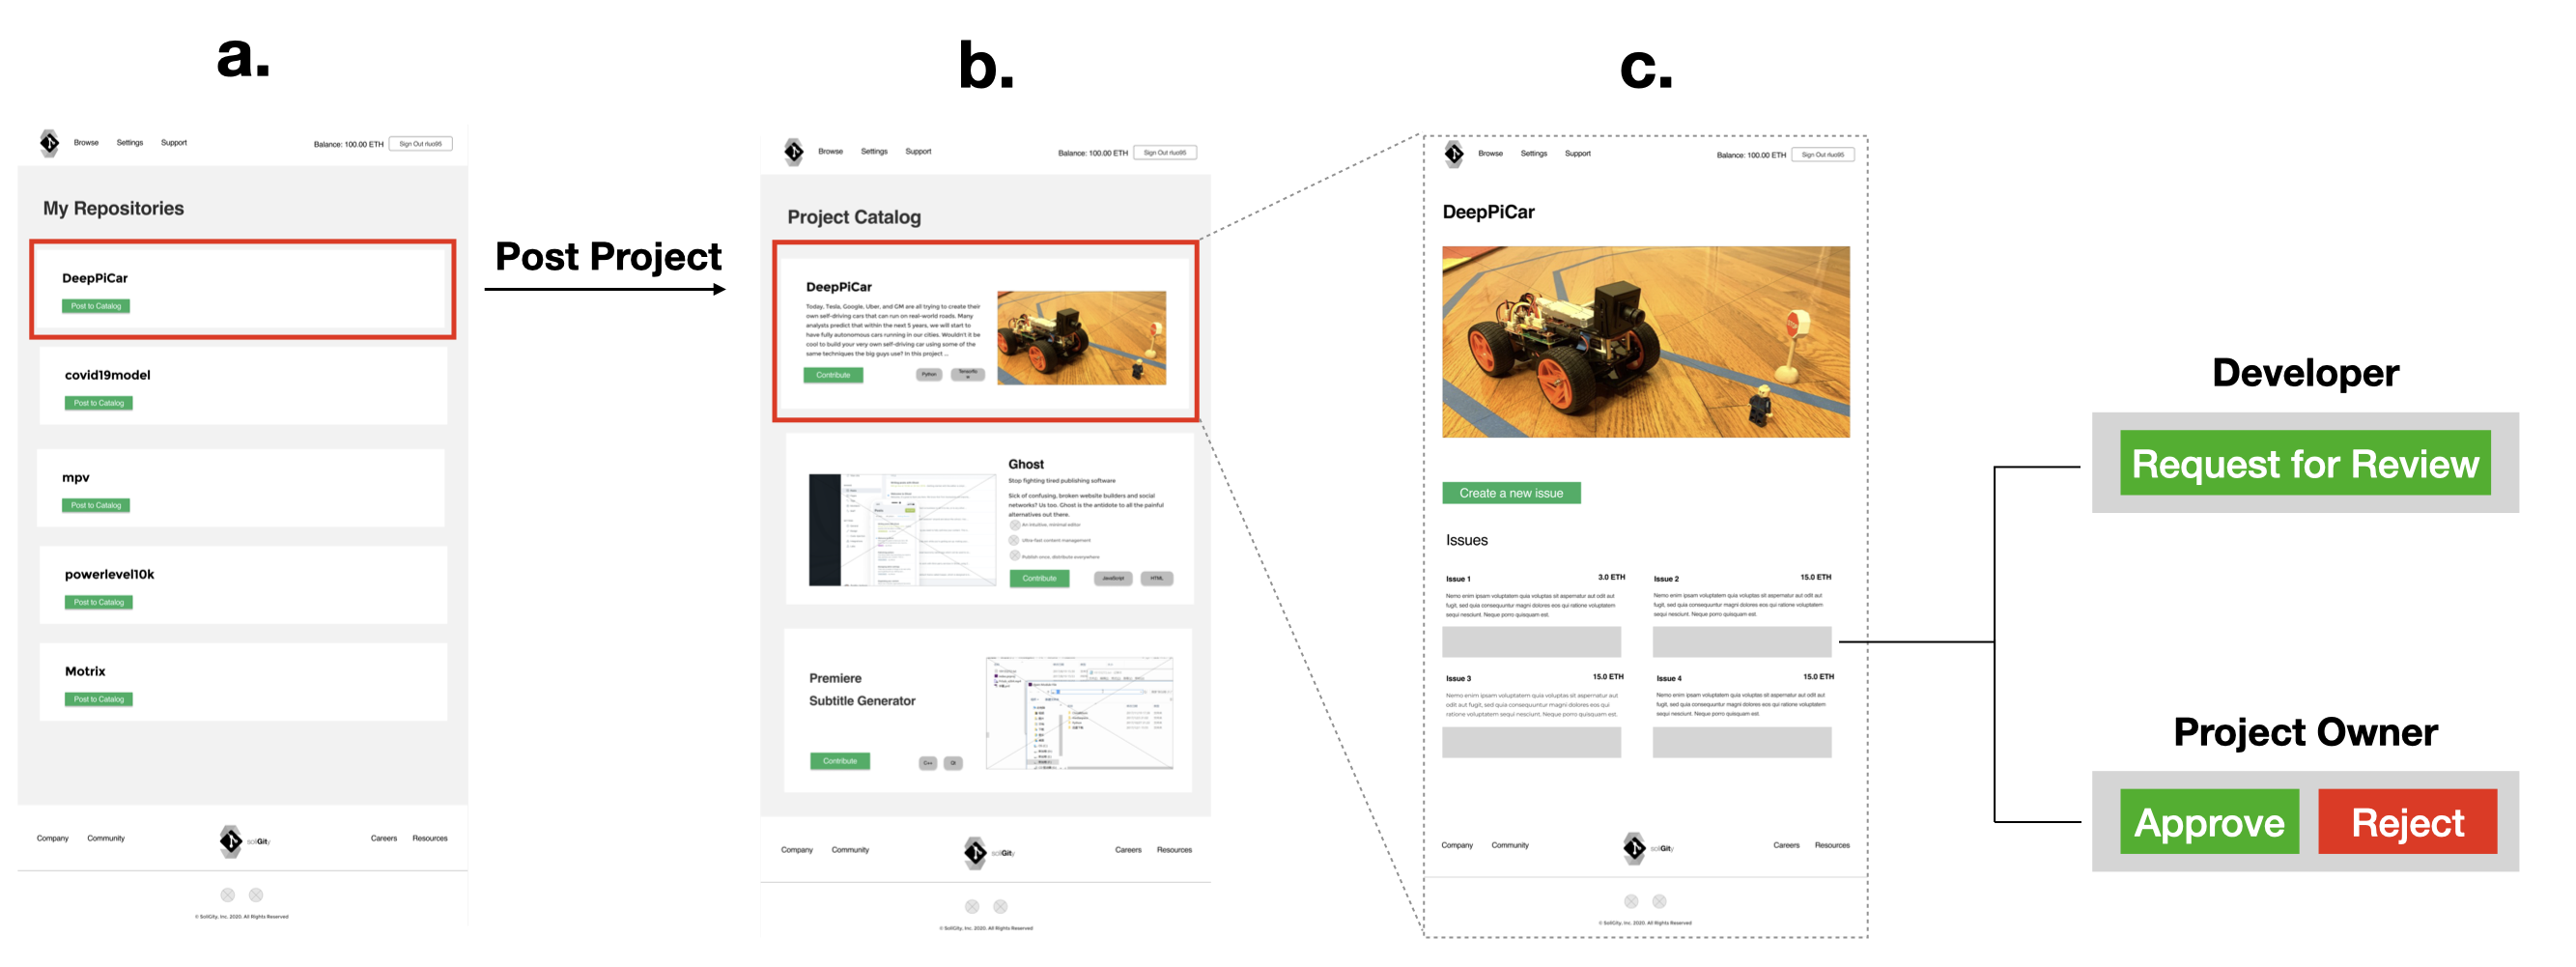 a.
Browse Settings Support
Balance: 100.00 ETH
Sign Out rluo95
My Repositories
DeepPiCar
Post to Catalog
covid19model
Post to Catalog
mpv
Post to Catalog
powerlevel10k
Post to Catalog
Motrix
Post to Catalog
Company Community
soliGity
Careers Resources
© SoliGity, Inc. 2020. All Rights Reserved
Post Project
b.
Browse Settings Support
Balance: 100.00 ETH
Sign Out rluo95
Project Catalog
DeepPiCar
Today, Tesla, Google, Uber, and GM are all trying to create their
own self-driving cars that can run on real-world roads. Many
analysts predict that within the next 5 years, we will start to
have fully autonomous cars running in our cities. Wouldn't it be
cool to build your very own self-driving car using some of the
same techniques the big guys use? In this project ...
Contribute
Python
Tensorflo
w
Ghost
Stop fighting tired publishing software
Sick of confusing, broken website builders and social
networks? Us too. Ghost is the antidote to all the painful
alternatives out there.
An intuitive, minimal editor
Ultra-fast content management
Publish once, distribute everywhere
Contribute
JavaScript
HTML
Premiere
Subtitle Generator
Contribute
C++
Qt
Company Community
soliGity
Careers Resources
© SoliGity, Inc. 2020. All Rights Reserved
c.
Browse Settings Support
Balance: 100.00 ETH
Sign Out rluo95
DeepPiCar
STOP
Create a new issue
Issues
Issue 1 3.0 ETH
Nemo enim ipsam voluptatem quia voluptas sit aspernatur aut odit aut
fugit, sed quia consequuntur magni dolores eos qui ratione voluptatem
sequi nesciunt. Neque porro quisquam est.
Issue 2 15.0 ETH
Nemo enim ipsam voluptatem quia voluptas sit aspernatur aut odit aut
fugit, sed quia consequuntur magni dolores eos qui ratione voluptatem
sequi nesciunt. Neque porro quisquam est.
Issue 3 15.0 ETH
Nemo enim ipsam voluptatem quia voluptas sit aspernatur aut
odit aut fugit, sed quia consequuntur magni dolores eos qui
ratione voluptatem sequi nesciunt. Neque porro quisquam est.
Issue 4 15.0 ETH
Nemo enim ipsam voluptatem quia voluptas sit aspernatur aut odit aut
fugit, sed quia consequuntur magni dolores eos qui ratione voluptatem
sequi nesciunt. Neque porro quisquam est.
Company Community
soliGity
Careers Resources
© SoliGity, Inc. 2020. All Rights Reserved
Developer
Request for Review
Project Owner
Approve
Reject